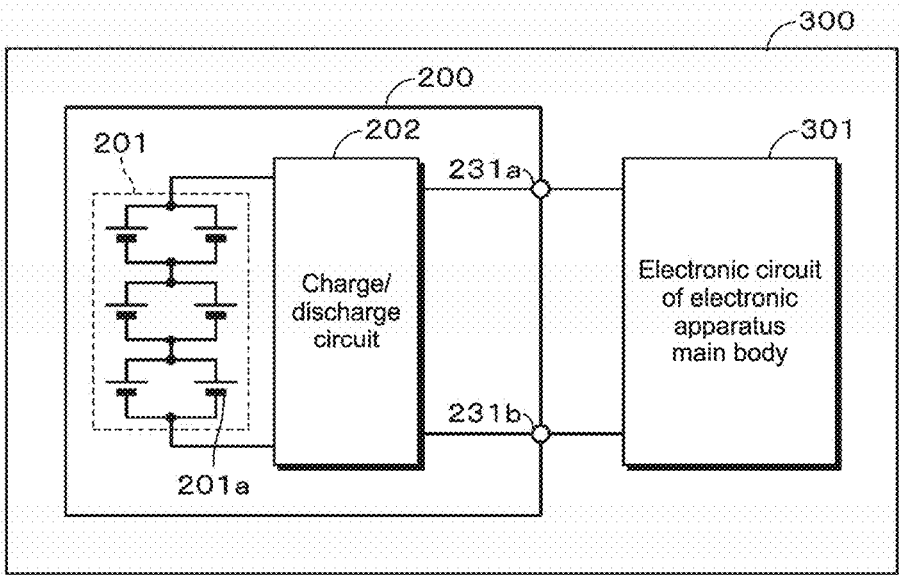 300
200
201
202
301
231a
Charge/
discharge
circuit
Electronic circuit
of electronic
apparatus
main body
231b
201a